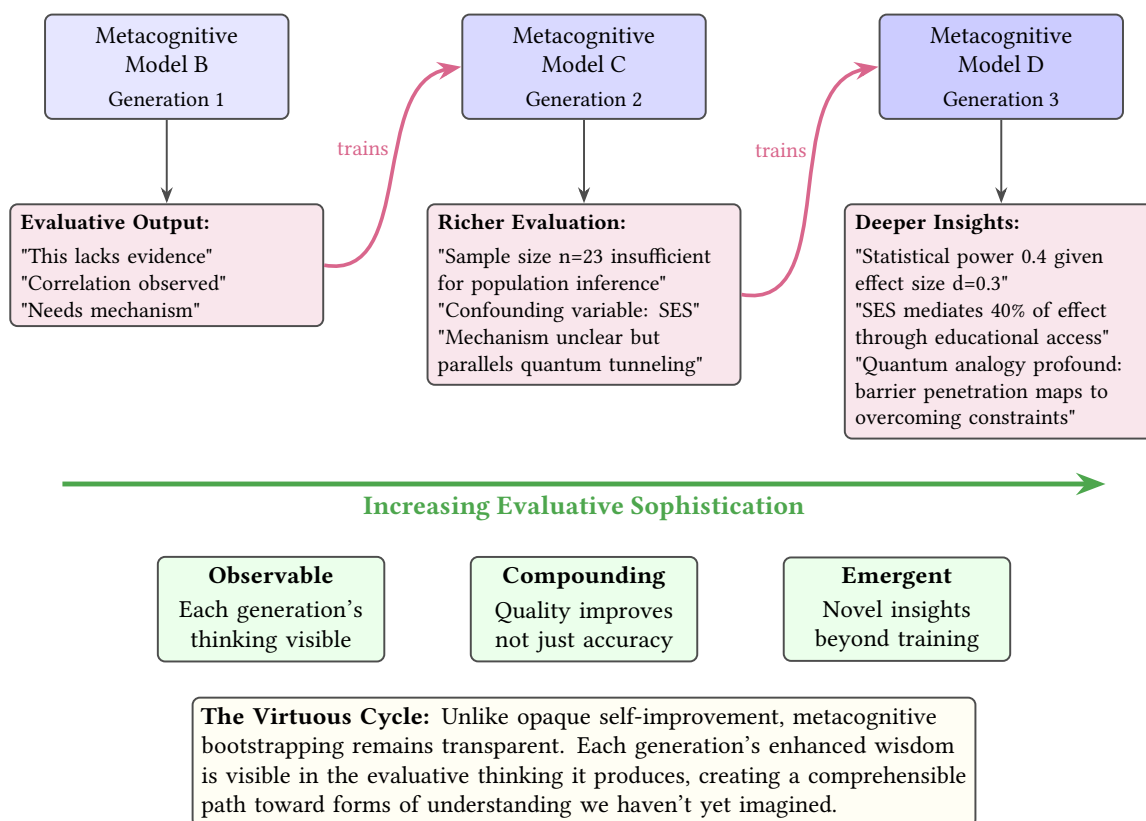 Metacognitive
Model B
Generation 1
Metacognitive
Model C
Generation 2
Metacognitive
Model D
Generation 3
trains
trains
Evaluative Output:
"This lacks evidence"
"Correlation observed"
"Needs mechanism"
Richer Evaluation:
"Sample size n=23 insufficient
for population inference"
"Confounding variable: SES"
"Mechanism unclear but
parallels quantum tunneling"
Deeper Insights:
"Statistical power 0.4 given
effect size d=0.3"
"SES mediates 40% of effect
through educational access"
"Quantum analogy profound:
barrier penetration maps to
overcoming constraints"
Increasing Evaluative Sophistication
Observable
Each generation's
thinking visible
Compounding
Quality improves
not just accuracy
Emergent
Novel insights
beyond training
The Virtuous Cycle: Unlike opaque self-improvement, metacognitive
bootstrapping remains transparent. Each generation's enhanced wisdom
is visible in the evaluative thinking it produces, creating a comprehensible
path toward forms of understanding we haven't yet imagined.